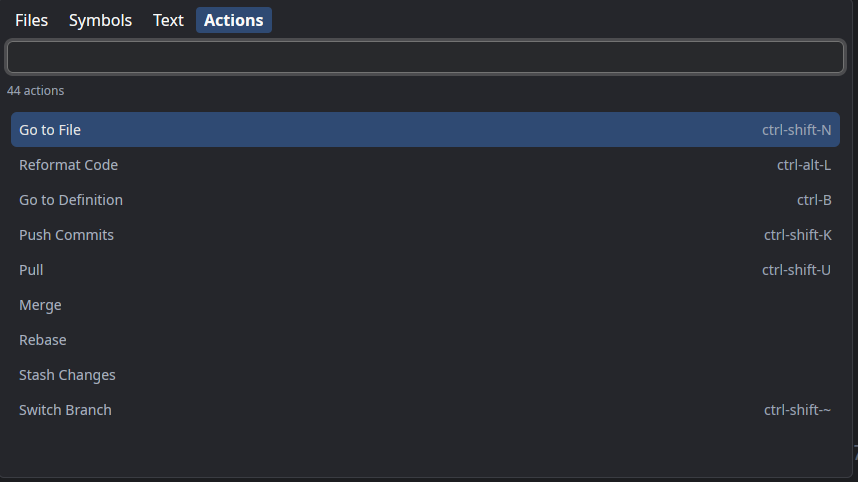 Files Symbols Text Actions
44 actions
Go to File ctrl-shift-N
Reformat Code ctrl-alt-L
Go to Definition ctrl-B
Push Commits ctrl-shift-K
Pull ctrl-shift-U
Merge
Rebase
Stash Changes
Switch Branch ctrl-shift-~